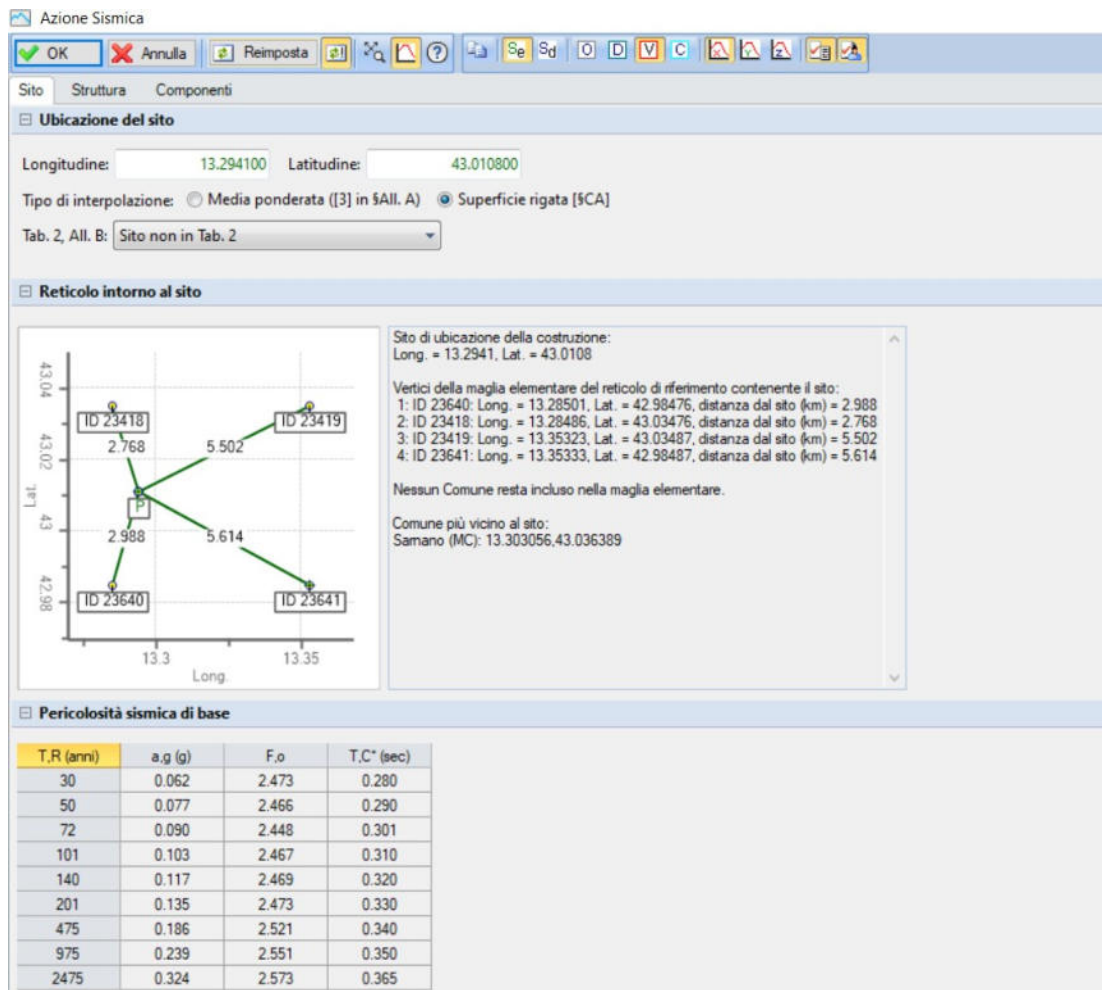 Azione Sismica
OK Annulla Reimposta Se Sd O D V C
Sito Struttura Componenti
Ubicazione del sito
Longitudine: 13.294100 Latitudine: 43.010800
Tipo di interpolazione: Media ponderata ([3] in §All. A) Superficie rigata [§CA]
Tab. 2, All. B: Sito non in Tab. 2
Reticolo intorno al sito
43.04
43.02
43
42.98
Lat.
ID 23418
ID 23419
2.768
5.502
P
2.988
5.614
ID 23640
ID 23641
13.3
13.35
Long.
Sito di ubicazione della costruzione:
Long. = 13.2941, Lat. = 43.0108
Vertici della maglia elementare del reticolo di riferimento contenente il sito:
1: ID 23640: Long. = 13.28501, Lat. = 42.98476, distanza dal sito (km) = 2.988
2: ID 23418: Long. = 13.28486, Lat. = 43.03476, distanza dal sito (km) = 2.768
3: ID 23419: Long. = 13.35323, Lat. = 43.03487, distanza dal sito (km) = 5.502
4: ID 23641: Long. = 13.35333, Lat. = 42.98487, distanza dal sito (km) = 5.614
Nessun Comune resta incluso nella maglia elementare.
Comune più vicino al sito:
Sarnano (MC): 13.303056,43.036389
Pericolosità sismica di base
T,R (anni) a,g (g) F,o T,C* (sec)
30 0.062 2.473 0.280
50 0.077 2.466 0.290
72 0.090 2.448 0.301
101 0.103 2.467 0.310
140 0.117 2.469 0.320
201 0.135 2.473 0.330
475 0.186 2.521 0.340
975 0.239 2.551 0.350
2475 0.324 2.573 0.365